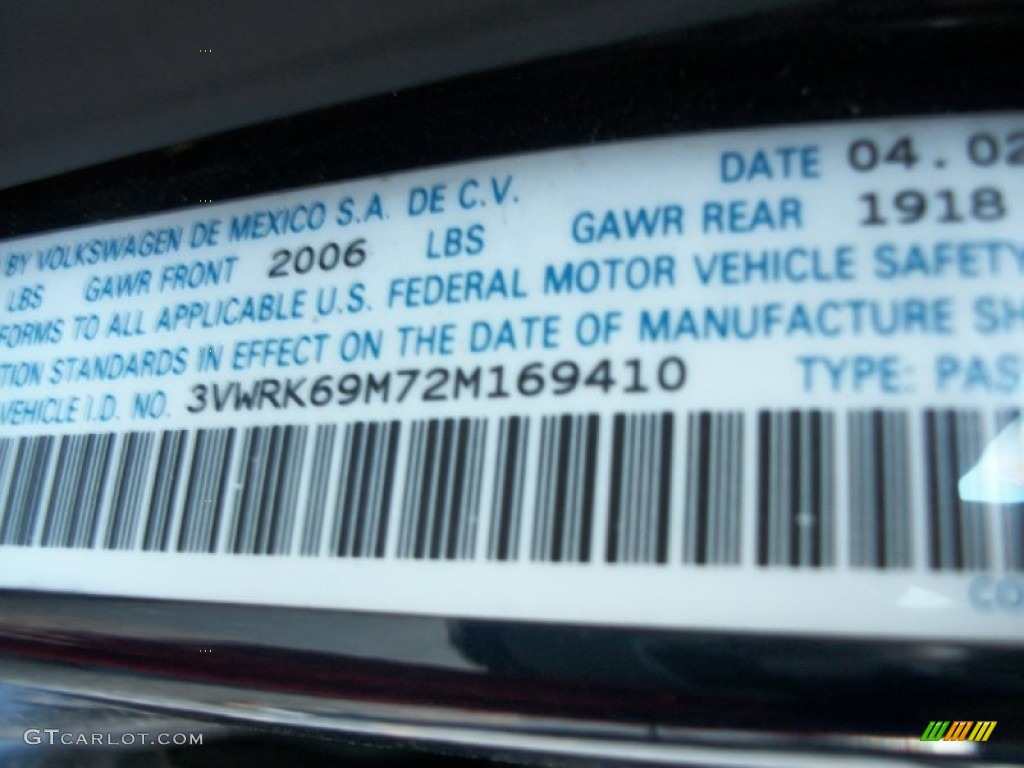 BY VOLKSWAGEN DE MEXICO S.A. DE C.V. DATE 04.02
LBS GAWR FRONT 2006 LBS GAWR REAR 1918
FORMS TO ALL APPLICABLE U.S. FEDERAL MOTOR VEHICLE SAFETY
TION STANDARDS IN EFFECT ON THE DATE OF MANUFACTURE SH
VEHICLE I.D. NO. 3VWRK69M72M169410 TYPE: PAS
CO
GTCARLOT.COM